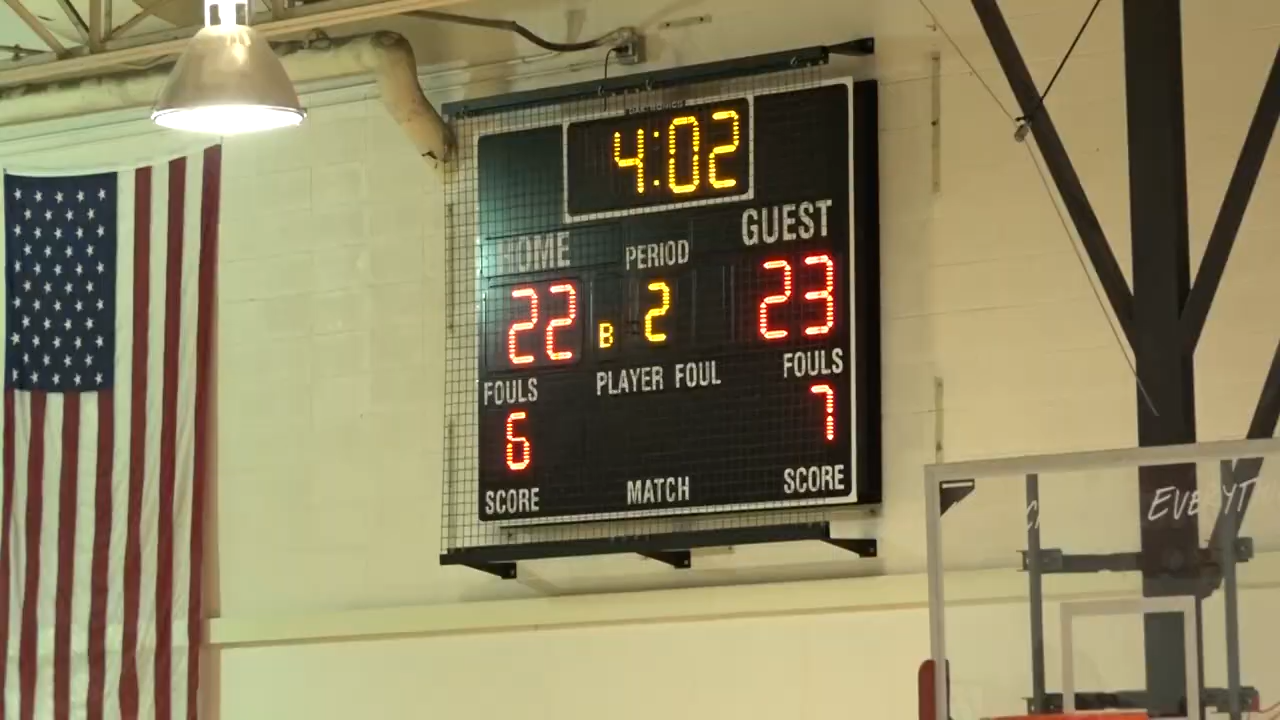 4:02
HOME PERIOD GUEST
22 B 2 23
FOULS PLAYER FOUL FOULS
6 7
SCORE MATCH SCORE
EVERYT